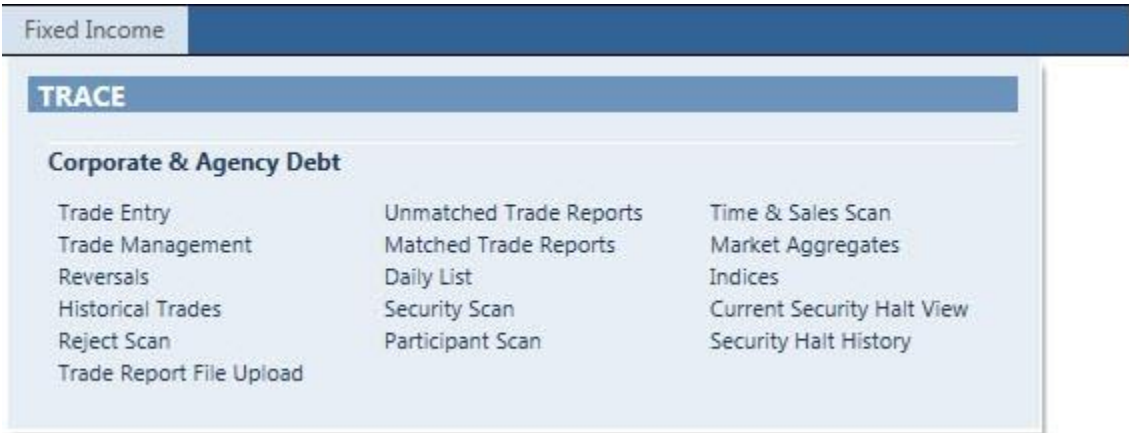 Fixed Income
TRACE
Corporate & Agency Debt
Trade Entry
Trade Management
Reversals
Historical Trades
Reject Scan
Trade Report File Upload
Unmatched Trade Reports
Matched Trade Reports
Daily List
Security Scan
Participant Scan
Time & Sales Scan
Market Aggregates
Indices
Current Security Halt View
Security Halt History